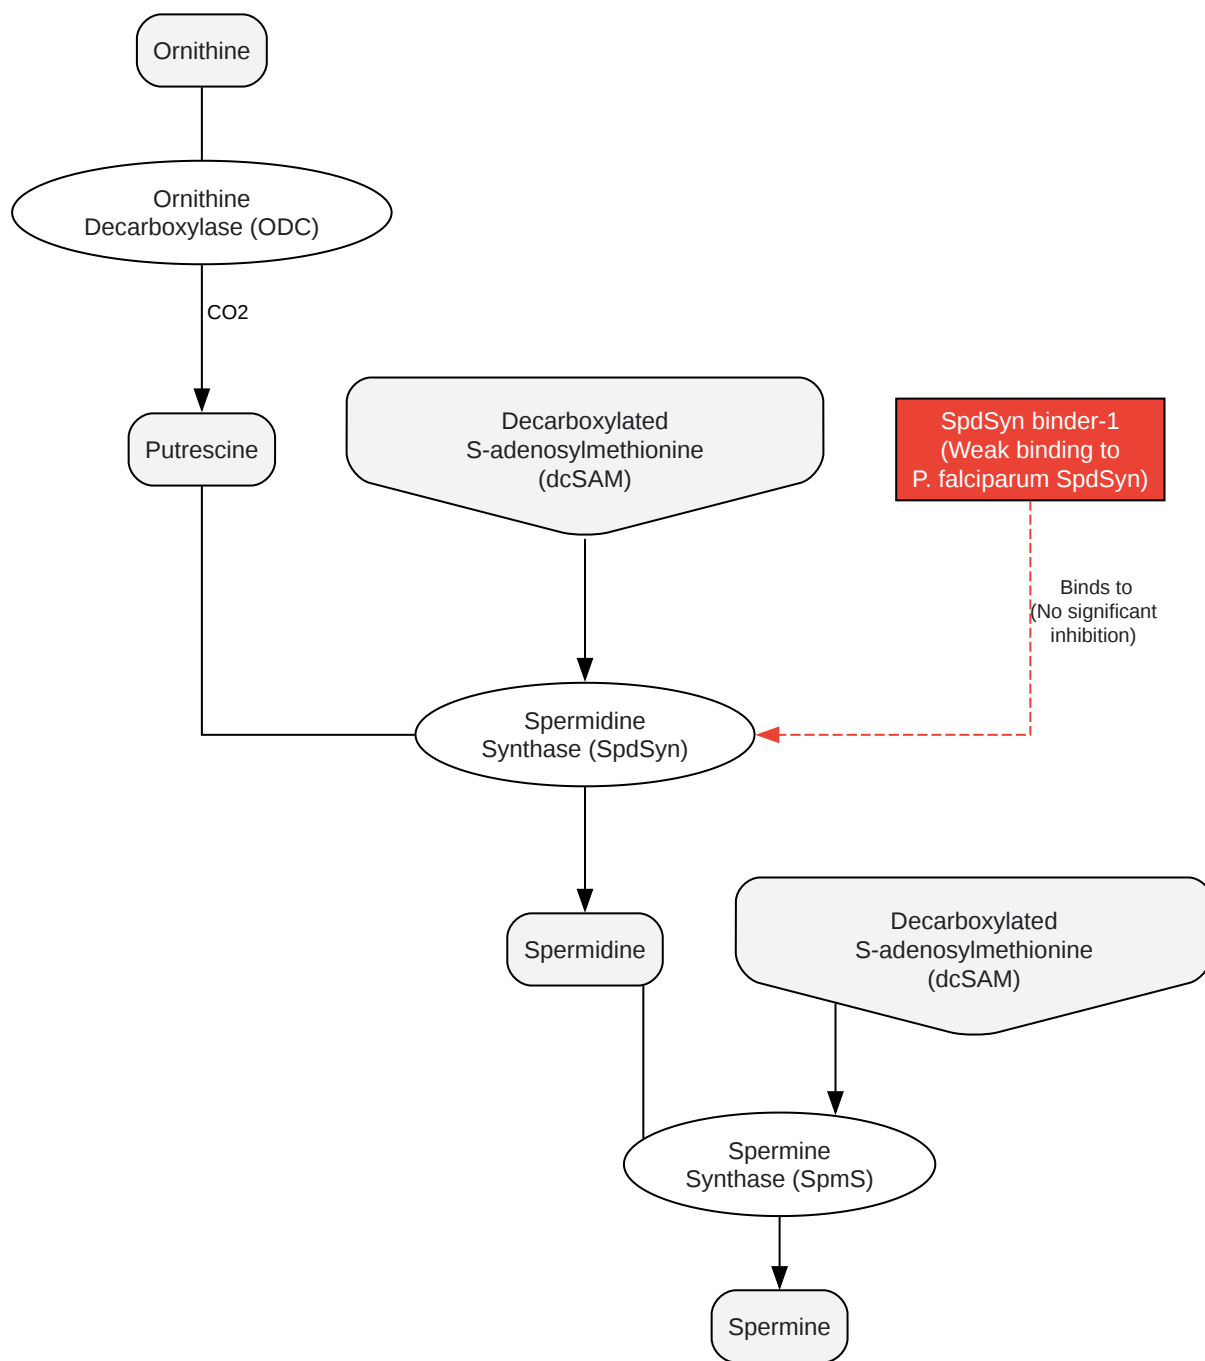 Ornithine
Ornithine
Decarboxylase (ODC)
CO2
Putrescine
Decarboxylated
S-adenosylmethionine
(dcSAM)
SpdSyn binder-1
(Weak binding to
P. falciparum SpdSyn)
Binds to
(No significant
inhibition)
Spermidine
Synthase (SpdSyn)
Spermidine
Decarboxylated
S-adenosylmethionine
(dcSAM)
Spermine
Synthase (SpmS)
Spermine